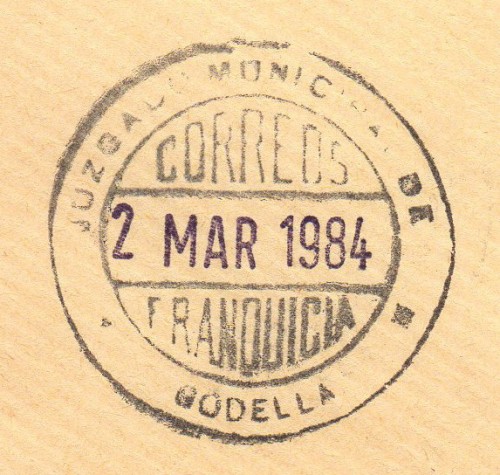 JUZGADO MUNICIPAL DE
CORREOS
2 MAR 1984
FRANQUICIA
GODELLA